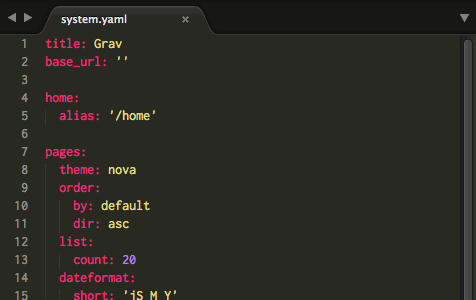 system.yaml
1 title: Grav
2 base_url: ''
3
4 home:
5 alias: '/home'
6
7 pages:
8 theme: nova
9 order:
10 by: default
11 dir: asc
12 list:
13 count: 20
14 dateformat:
15 short: 'jS M Y'